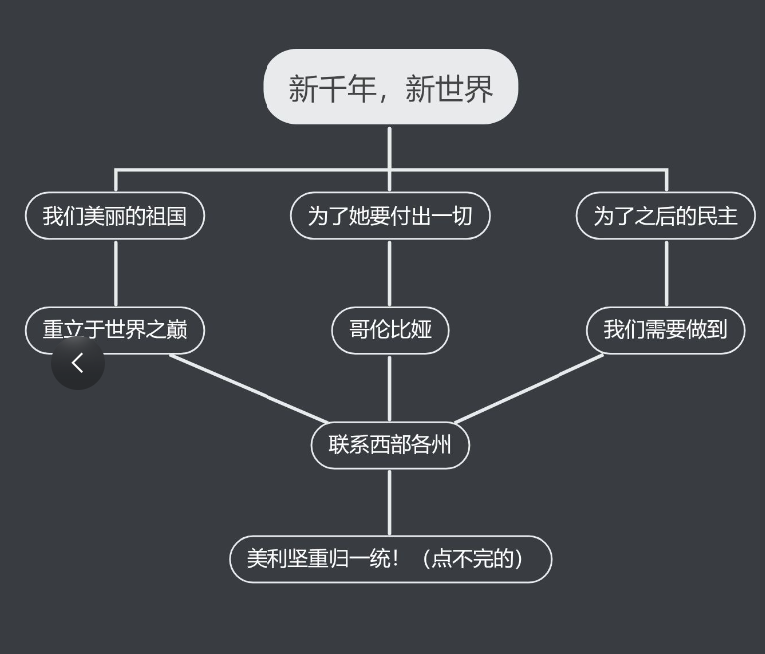 新千年，新世界
我们美丽的祖国
为了她要付出一切
为了之后的民主
重立于世界之巅
哥伦比娅
我们需要做到
联系西部各州
美利坚重归一统！（点不完的）